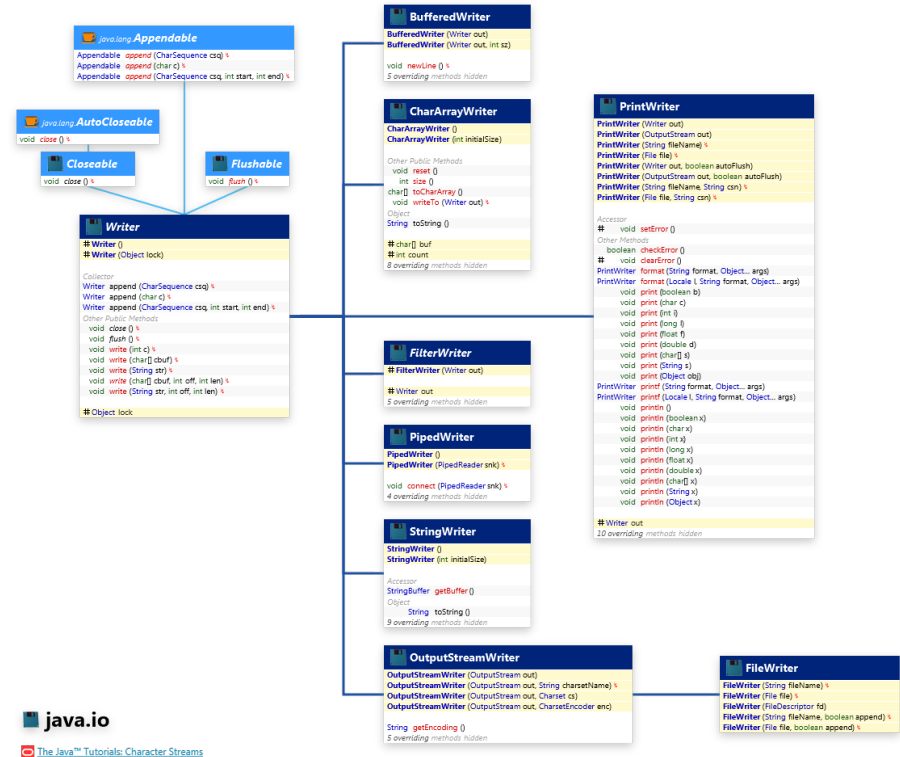 java.lang.Appendable
Appendable append (CharSequence csq)
Appendable append (char c)
Appendable append (CharSequence csq, int start, int end)
java.lang.AutoCloseable
void close ()
Closeable
void close ()
Flushable
void flush ()
Writer
# Writer ()
# Writer (Object lock)
Collector
Writer append (CharSequence csq)
Writer append (char c)
Writer append (CharSequence csq, int start, int end)
Other Public Methods
void close ()
void flush ()
void write (int c)
void write (char[] cbuf)
void write (String str)
void write (char[] cbuf, int off, int len)
void write (String str, int off, int len)
# Object lock
BufferedWriter
BufferedWriter (Writer out)
BufferedWriter (Writer out, int sz)
void newLine ()
5 overriding methods hidden
CharArrayWriter
CharArrayWriter ()
CharArrayWriter (int initialSize)
Other Public Methods
void reset ()
int size ()
char[] toCharArray ()
void writeTo (Writer out)
Object
String toString ()
# char[] buf
# int count
8 overriding methods hidden
FilterWriter
# FilterWriter (Writer out)
# Writer out
5 overriding methods hidden
PipedWriter
PipedWriter ()
PipedWriter (PipedReader snk)
void connect (PipedReader snk)
4 overriding methods hidden
StringWriter
StringWriter ()
StringWriter (int initialSize)
Accessor
StringBuffer getBuffer ()
Object
String toString ()
9 overriding methods hidden
OutputStreamWriter
OutputStreamWriter (OutputStream out)
OutputStreamWriter (OutputStream out, String charsetName)
OutputStreamWriter (OutputStream out, Charset cs)
OutputStreamWriter (OutputStream out, CharsetEncoder enc)
String getEncoding ()
5 overriding methods hidden
PrintWriter
PrintWriter (Writer out)
PrintWriter (OutputStream out)
PrintWriter (String fileName)
PrintWriter (File file)
PrintWriter (Writer out, boolean autoFlush)
PrintWriter (OutputStream out, boolean autoFlush)
PrintWriter (String fileName, String csn)
PrintWriter (File file, String csn)
Accessor
# void setError ()
Other Methods
boolean checkError ()
# void clearError ()
PrintWriter format (String format, Object... args)
PrintWriter format (Locale l, String format, Object... args)
void print (boolean b)
void print (char c)
void print (int i)
void print (long l)
void print (float f)
void print (double d)
void print (char[] s)
void print (String s)
void print (Object obj)
PrintWriter printf (String format, Object... args)
PrintWriter printf (Locale l, String format, Object... args)
void println ()
void println (boolean x)
void println (char x)
void println (int x)
void println (long x)
void println (float x)
void println (double x)
void println (char[] x)
void println (String x)
void println (Object x)
# Writer out
10 overriding methods hidden
FileWriter
FileWriter (String fileName)
FileWriter (File file)
FileWriter (FileDescriptor fd)
FileWriter (String fileName, boolean append)
FileWriter (File file, boolean append)
java.io
The Java™ Tutorials: Character Streams